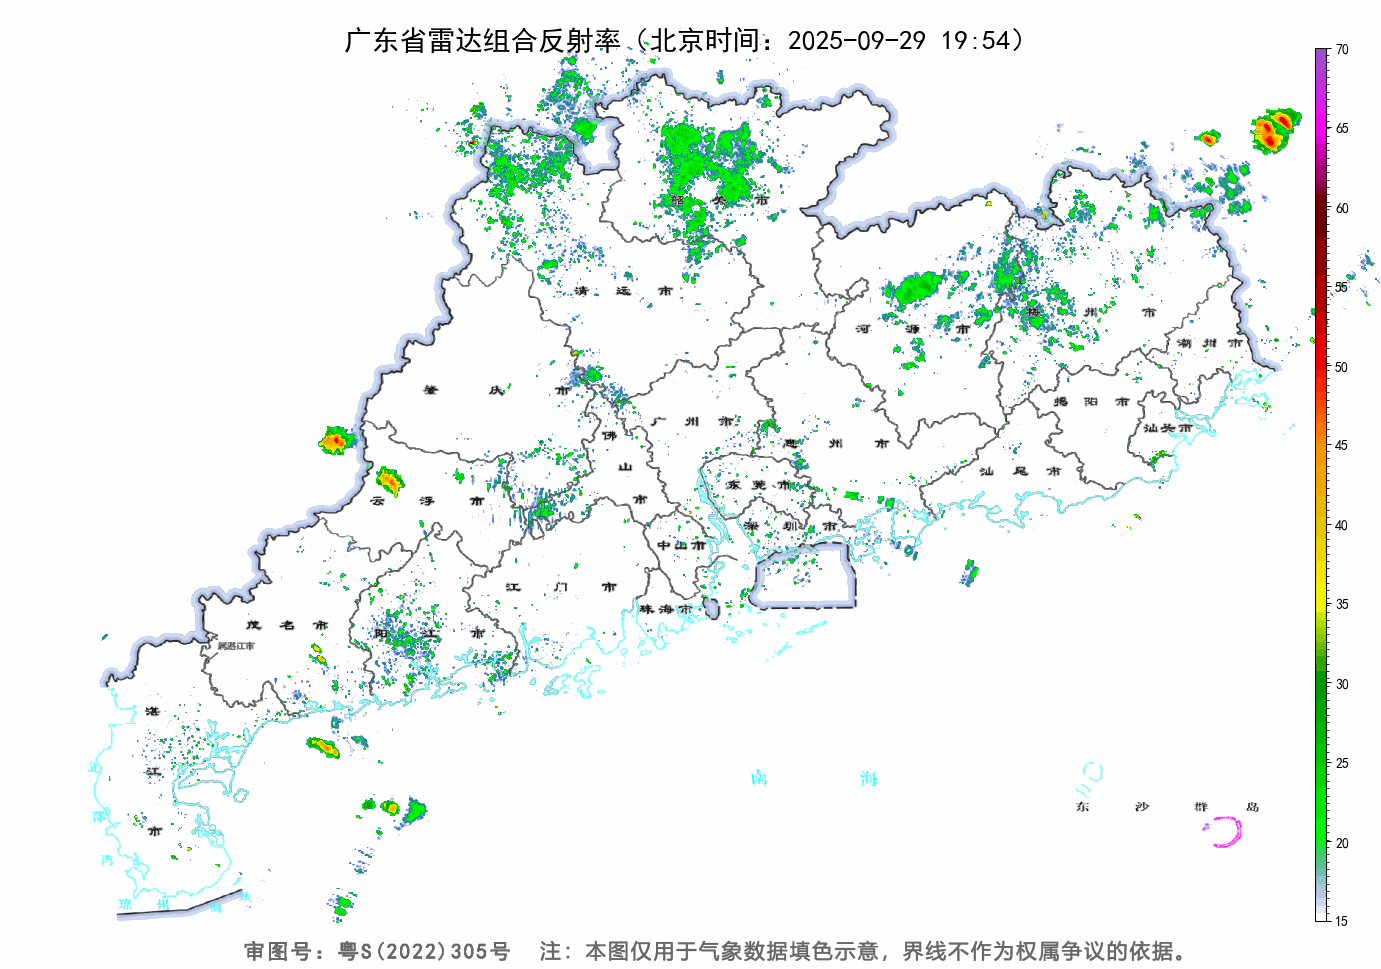 广东省雷达组合反射率（北京时间：2025-09-29 19:54）
70
65
60
55
50
45
40
35
30
25
20
15
韶关市
清远市
河源市
梅州市
潮州市
肇庆市
广州市
惠州市
揭阳市
汕头市
佛山市
云浮市
东莞市
汕尾市
深圳市
中山市
江门市
珠海市
茂名市
属湛江市
阳江市
湛江市
北部湾
南海
东沙群岛
琼州海峡
审图号：粤S(2022)305号 注：本图仅用于气象数据填色示意，界线不作为权属争议的依据。